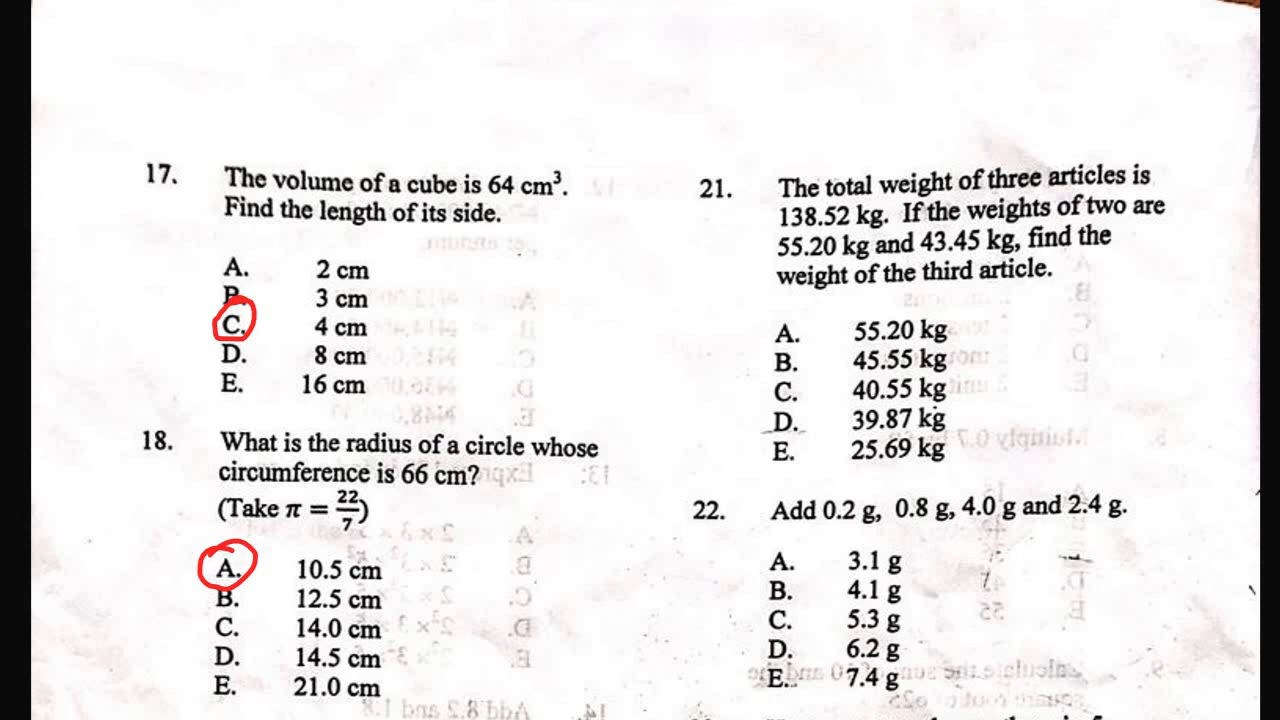 17. The volume of a cube is 64 cm³.
Find the length of its side.
A. 2 cm
B. 3 cm
C. 4 cm
D. 8 cm
E. 16 cm
18. What is the radius of a circle whose
circumference is 66 cm?
(Take π = 22/7)
A. 10.5 cm
B. 12.5 cm
C. 14.0 cm
D. 14.5 cm
E. 21.0 cm
21. The total weight of three articles is
138.52 kg. If the weights of two are
55.20 kg and 43.45 kg, find the
weight of the third article.
A. 55.20 kg
B. 45.55 kg
C. 40.55 kg
D. 39.87 kg
E. 25.69 kg
22. Add 0.2 g, 0.8 g, 4.0 g and 2.4 g.
A. 3.1 g
B. 4.1 g
C. 5.3 g
D. 6.2 g
E. 7.4 g